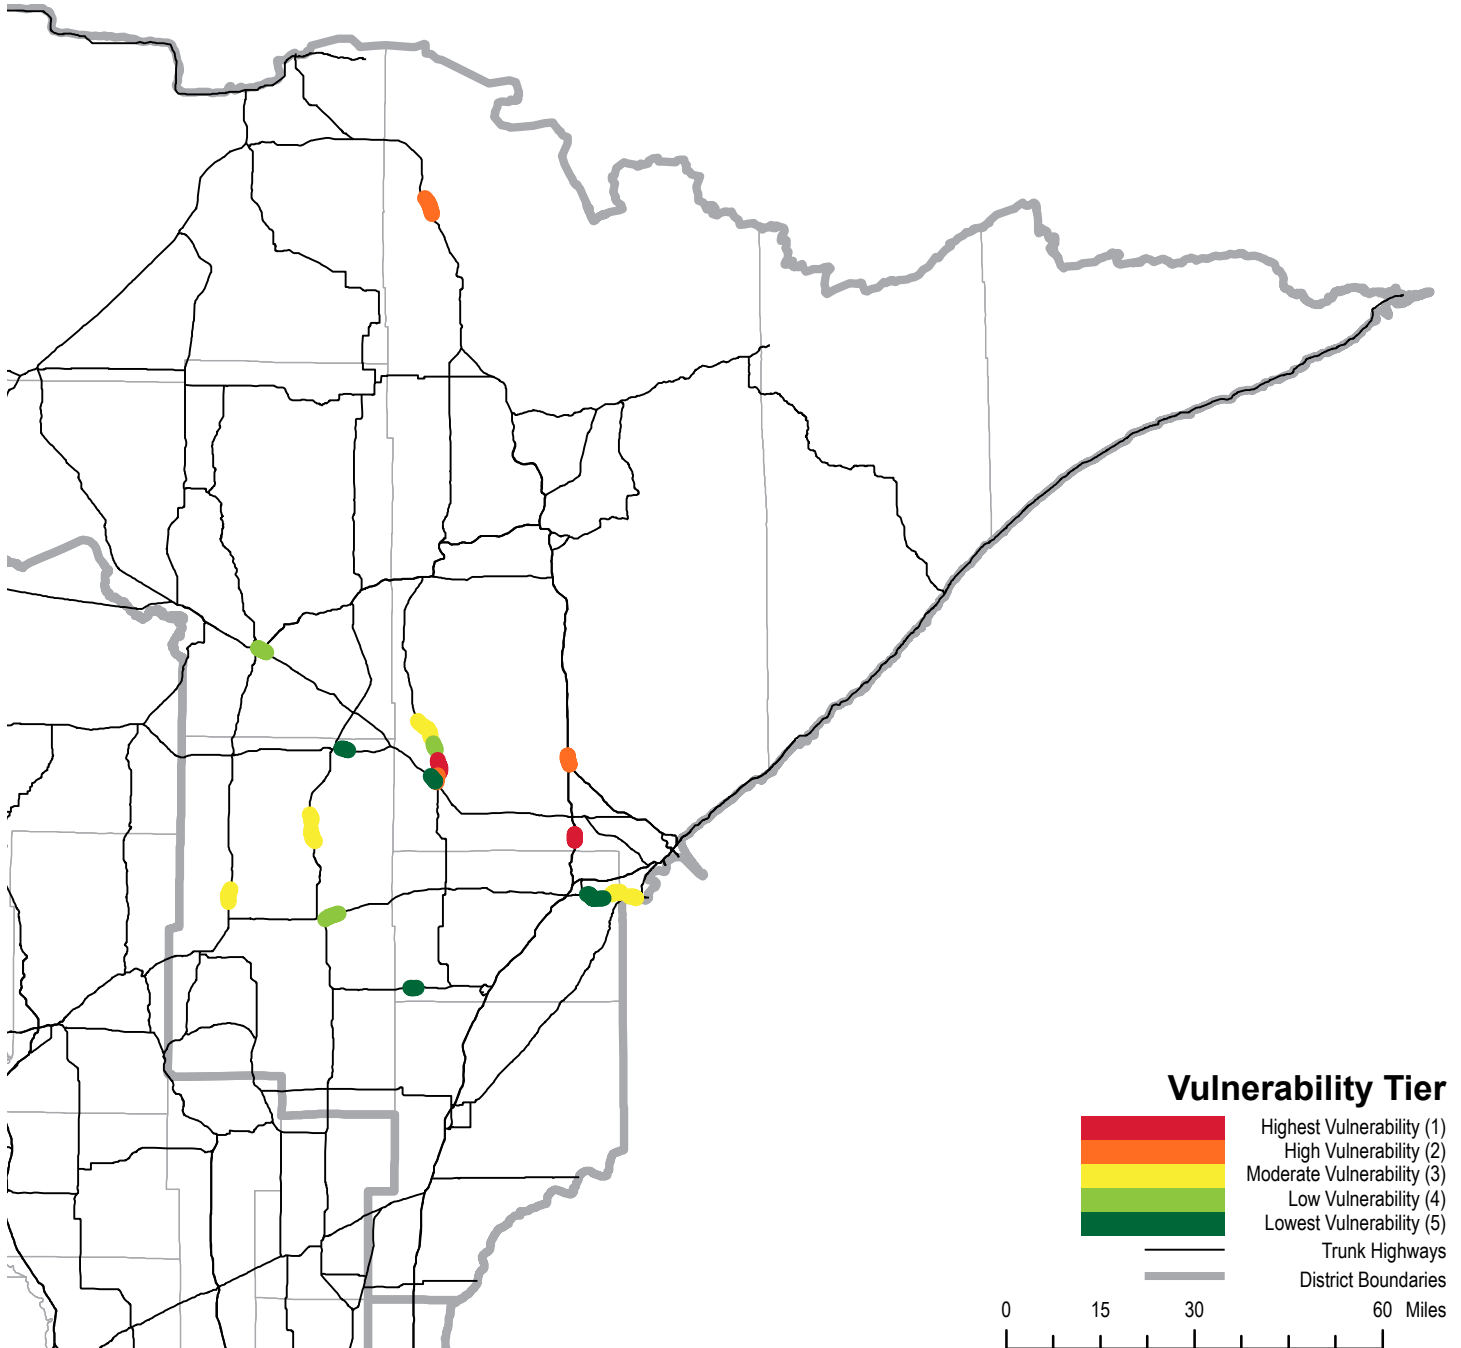 Vulnerability Tier
Highest Vulnerability (1)
High Vulnerability (2)
Moderate Vulnerability (3)
Low Vulnerability (4)
Lowest Vulnerability (5)
Trunk Highways
District Boundaries
0 15 30 60 Miles